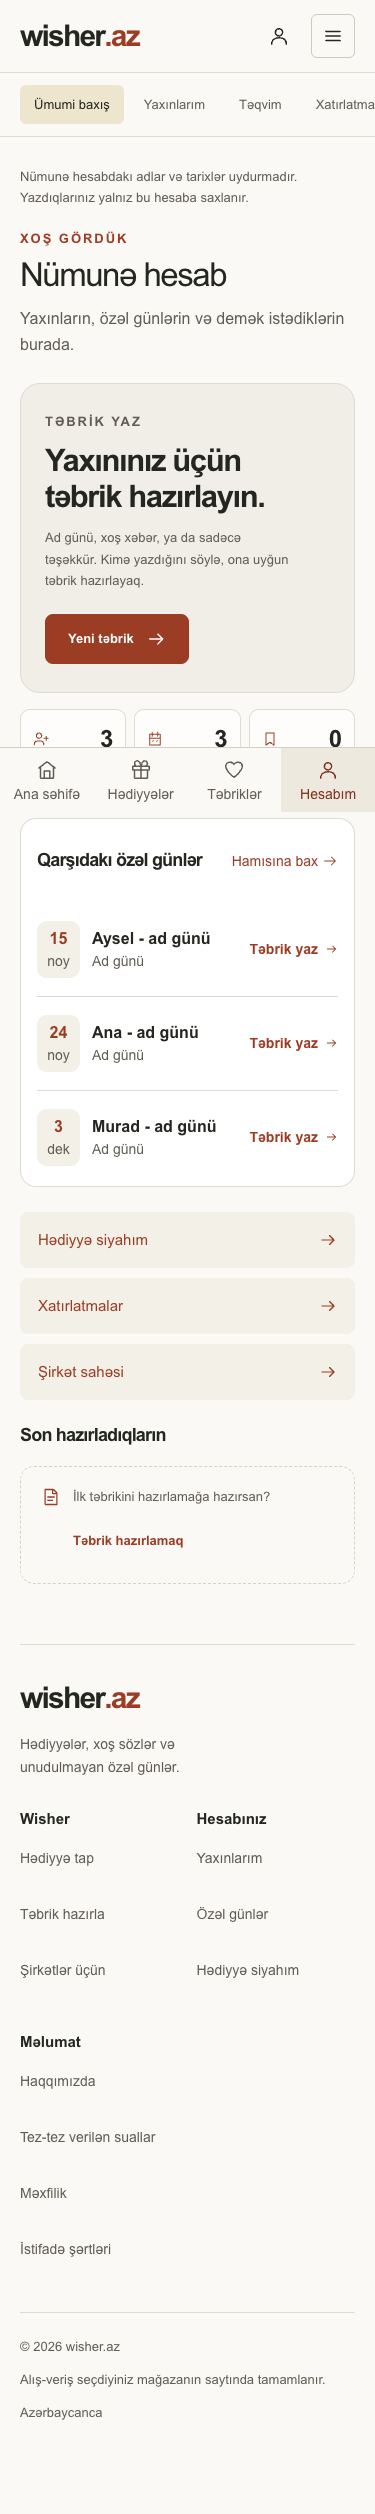 wisher.az
Ümumi baxış Yaxınlarım Təqvim Xatırlatma
Nümunə hesabdakı adlar və tarixlər uydurmadır.
Yazdıqlarınız yalnız bu hesaba saxlanır.
XOŞ GÖRDÜK
Nümunə hesab
Yaxınların, özəl günlərin və demək istədiklərin
burada.
TƏBRİK YAZ
Yaxınınız üçün
təbrik hazırlayın.
Ad günü, xoş xəbər, ya da sadəcə
təşəkkür. Kimə yazdığını söylə, ona uyğun
təbrik hazırlayaq.
Yeni təbrik
3 3 0
Ana səhifə Hədiyyələr Təbriklər Hesabım
Qarşıdakı özəl günlər Hamısına bax
15 noy Aysel - ad günü
Ad günü
Təbrik yaz
24 noy Ana - ad günü
Ad günü
Təbrik yaz
3 dek Murad - ad günü
Ad günü
Təbrik yaz
Hədiyyə siyahım
Xatırlatmalar
Şirkət sahəsi
Son hazırladıqların
İlk təbrikini hazırlamağa hazırsan?
Təbrik hazırlamaq
wisher.az
Hədiyyələr, xoş sözlər və
unudulmayan özəl günlər.
Wisher
Hədiyyə tap
Təbrik hazırla
Şirkətlər üçün
Hesabınız
Yaxınlarım
Özəl günlər
Hədiyyə siyahım
Məlumat
Haqqımızda
Tez-tez verilən suallar
Məxfilik
İstifadə şərtləri
© 2026 wisher.az
Alış-veriş seçdiyiniz mağazanın saytında tamamlanır.
Azərbaycanca